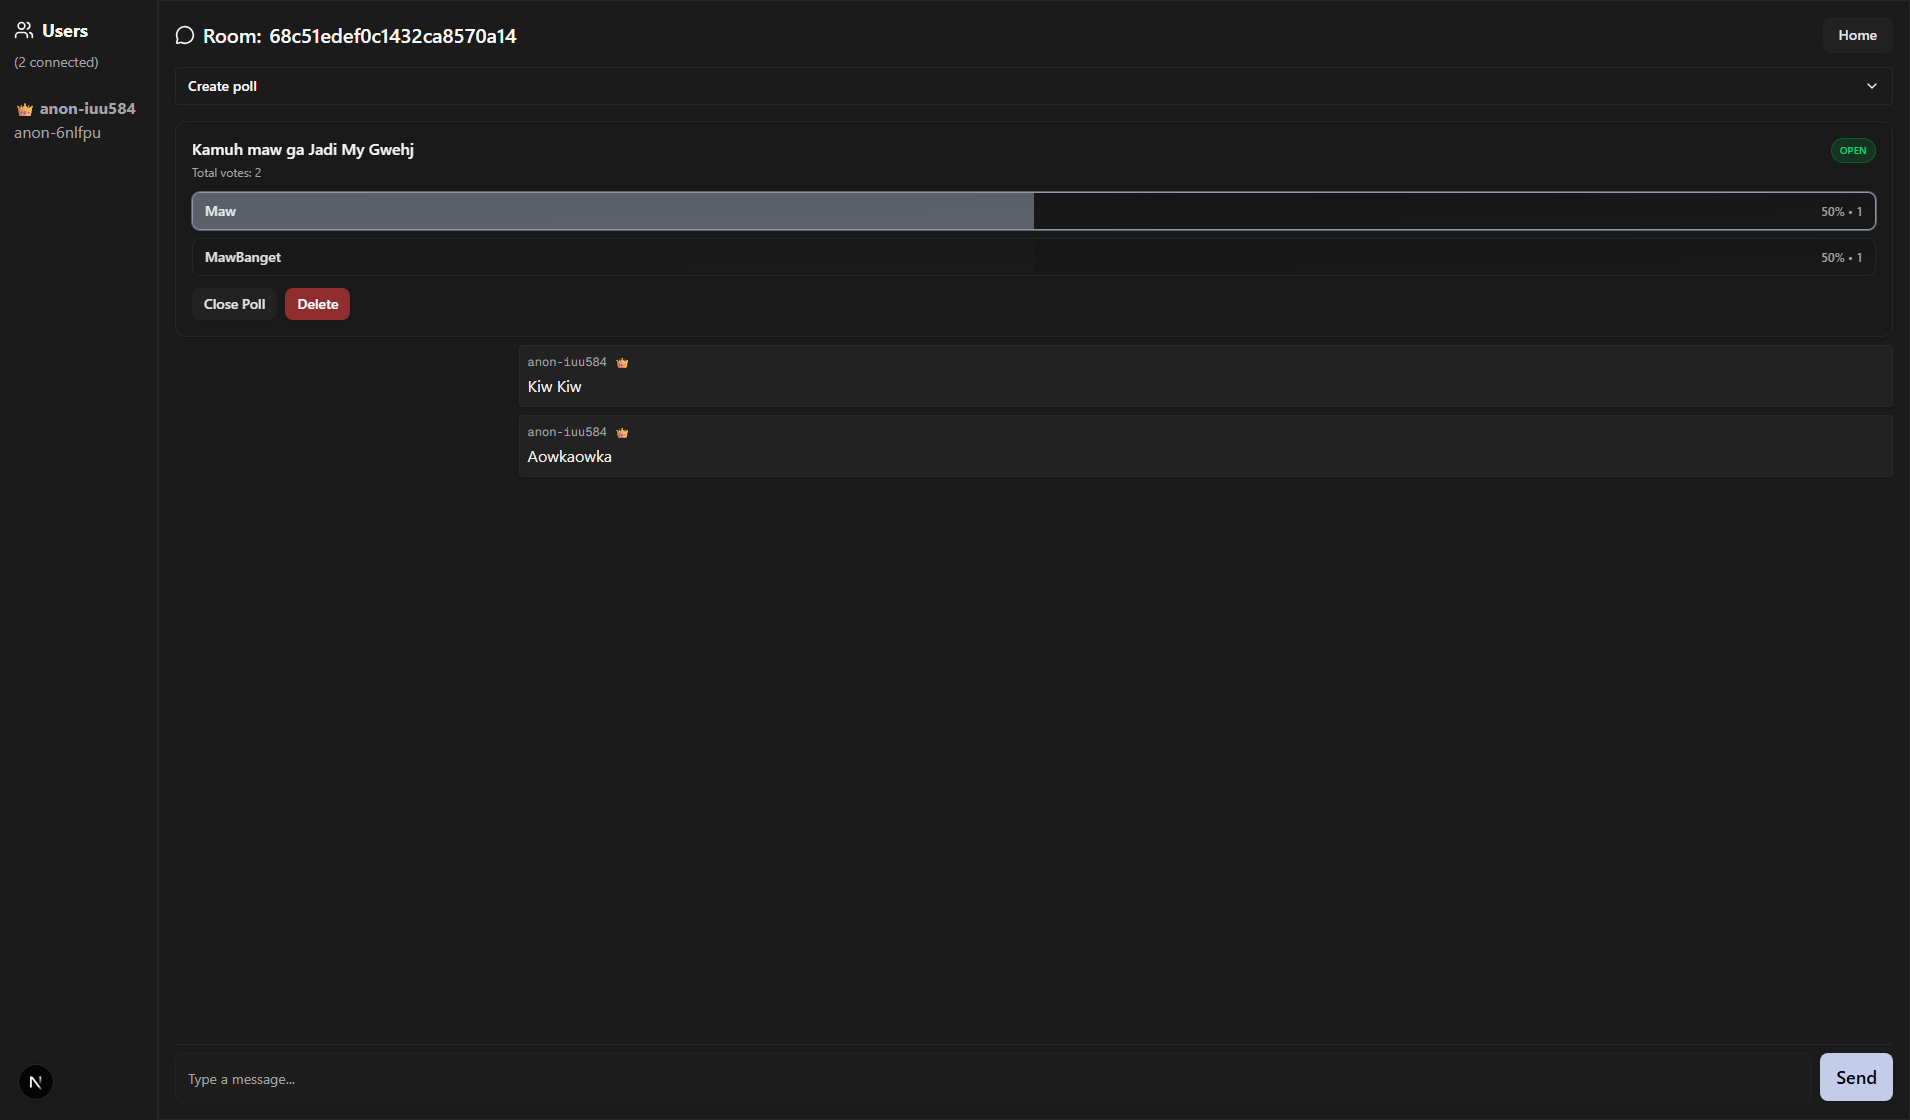 Users
(2 connected)
anon-iuu584
anon-6nlfpu
Room: 68c51edef0c1432ca8570a14
Home
Create poll
Kamuh maw ga Jadi My Gwehj
OPEN
Total votes: 2
Maw
50% • 1
MawBanget
50% • 1
Close Poll
Delete
anon-iuu584
Kiw Kiw
anon-iuu584
Aowkaowka
N
Type a message...
Send